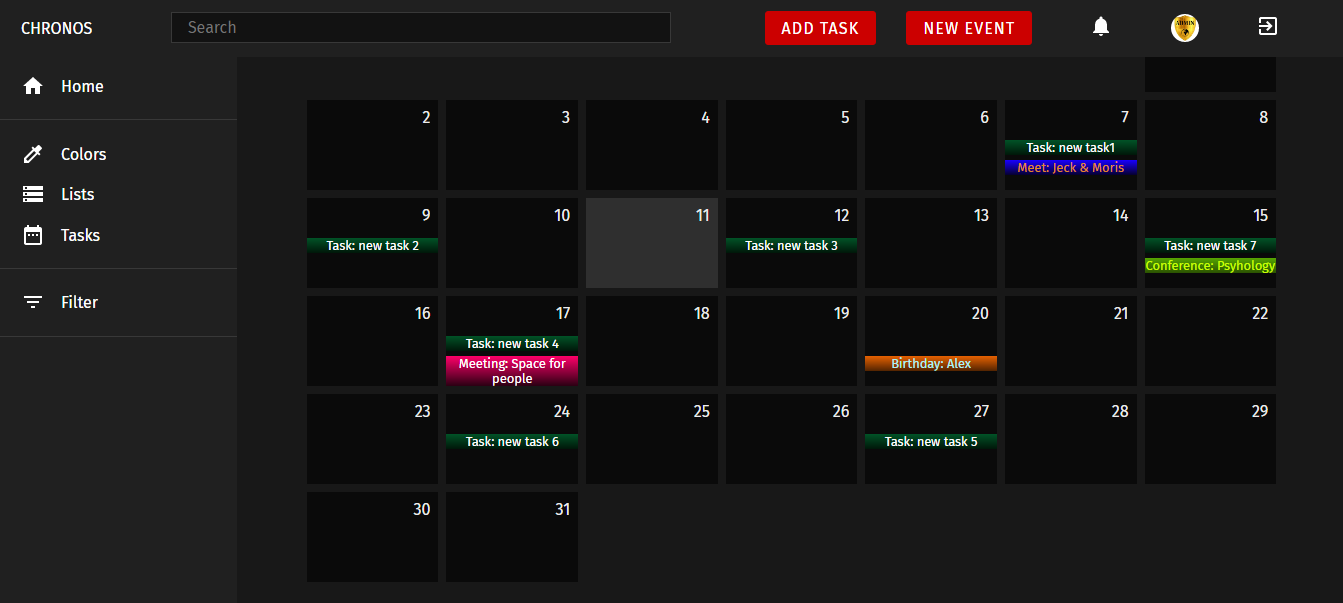 CHRONOS
Search
ADD TASK
NEW EVENT
ADMIN
Home
Colors
Lists
Tasks
Filter
2 3 4 5 6 7 8
Task: new task1
Meet: Jeck & Moris
9 10 11 12 13 14 15
Task: new task 2
Task: new task 3
Task: new task 7
Conference: Psyhology
16 17 18 19 20 21 22
Task: new task 4
Meeting: Space for
people
Birthday: Alex
23 24 25 26 27 28 29
Task: new task 6
Task: new task 5
30 31